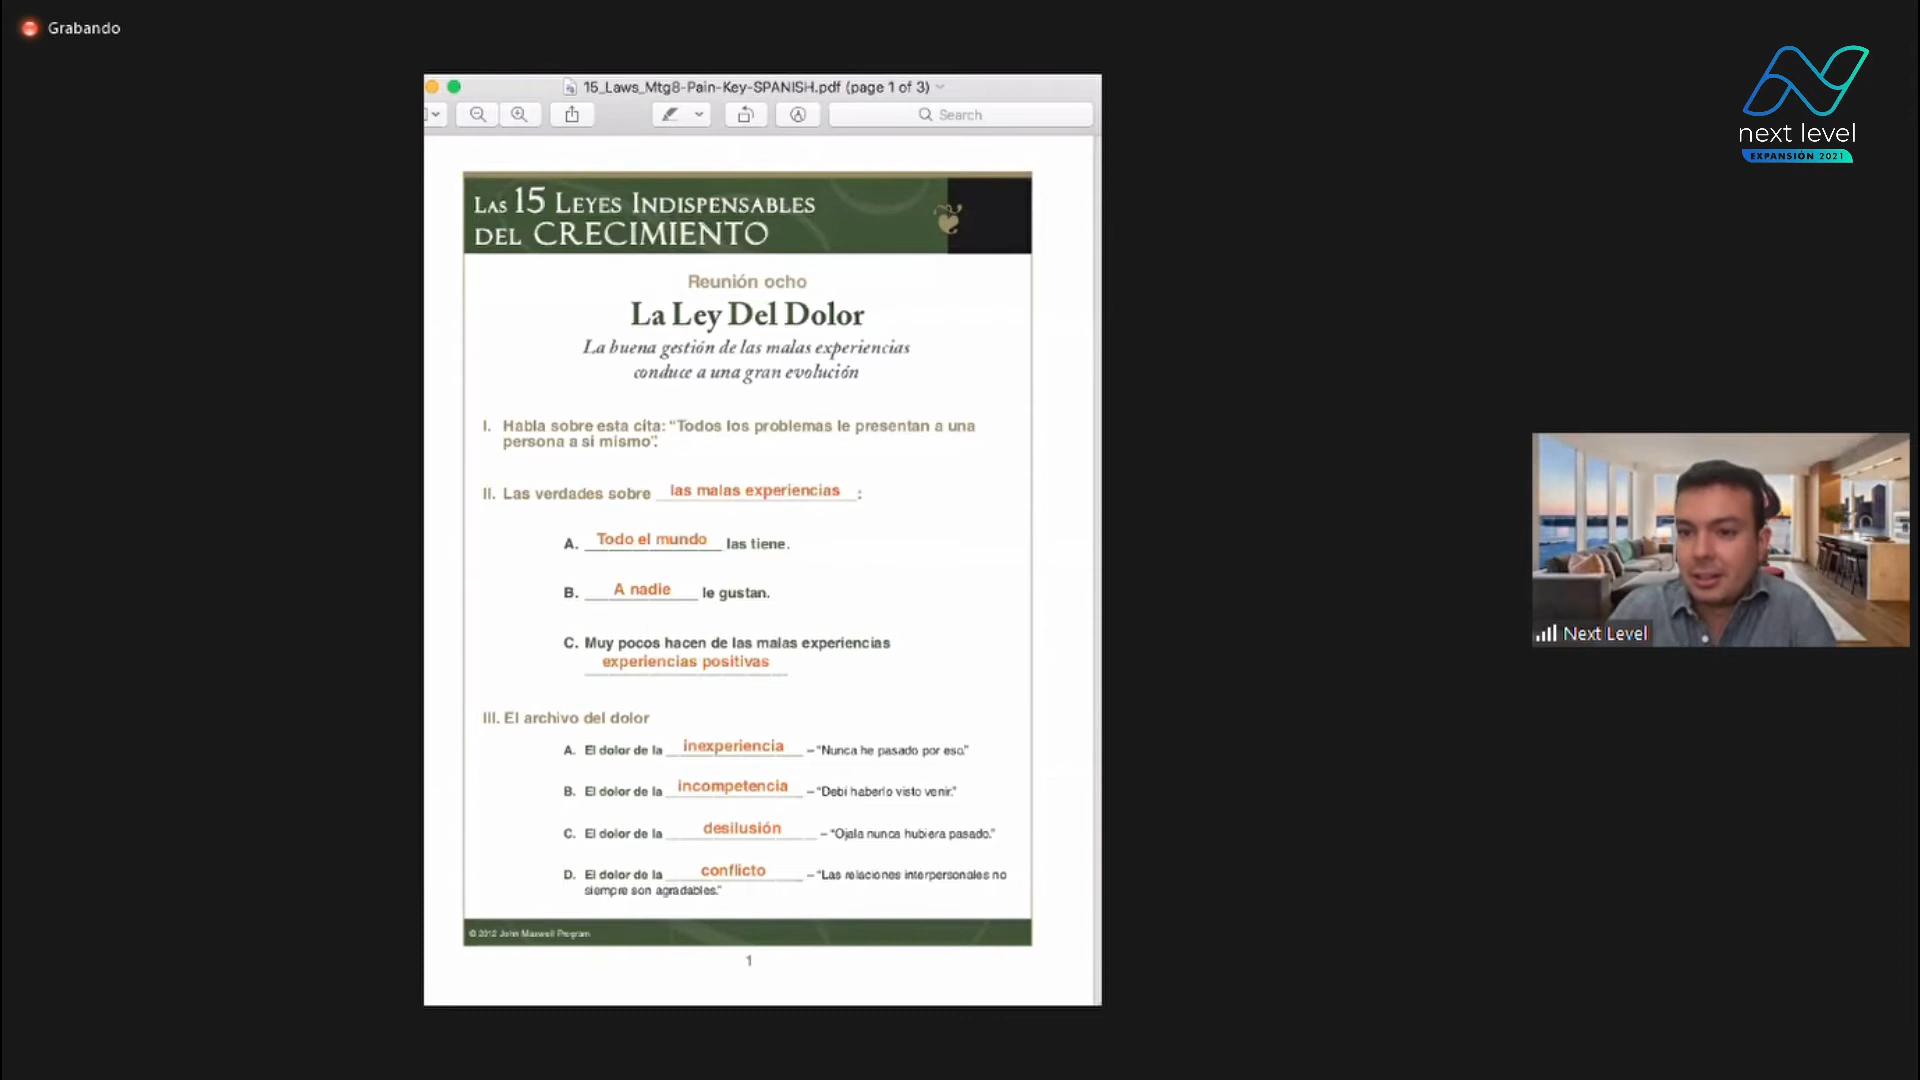 Grabando
next level
EXPANSIÓN 2021
15_Laws_Mtg8-Pain-Key-SPANISH.pdf (page 1 of 3)
Search
LAS 15 LEYES INDISPENSABLES
DEL CRECIMIENTO
Reunión ocho
La Ley Del Dolor
La buena gestión de las malas experiencias
conduce a una gran evolución
I. Habla sobre esta cita: “Todos los problemas le presentan a una
persona a si mismo”.
II. Las verdades sobre las malas experiencias :
A. Todo el mundo las tiene.
B. A nadie le gustan.
C. Muy pocos hacen de las malas experiencias
experiencias positivas
III. El archivo del dolor
A. El dolor de la inexperiencia – “Nunca he pasado por eso.”
B. El dolor de la incompetencia – “Debí haberlo visto venir.”
C. El dolor de la desilusión – “Ojala nunca hubiera pasado.”
D. El dolor de la conflicto – “Las relaciones interpersonales no
siempre son agradables.”
© 2012 John Maxwell Program
1
Next Level